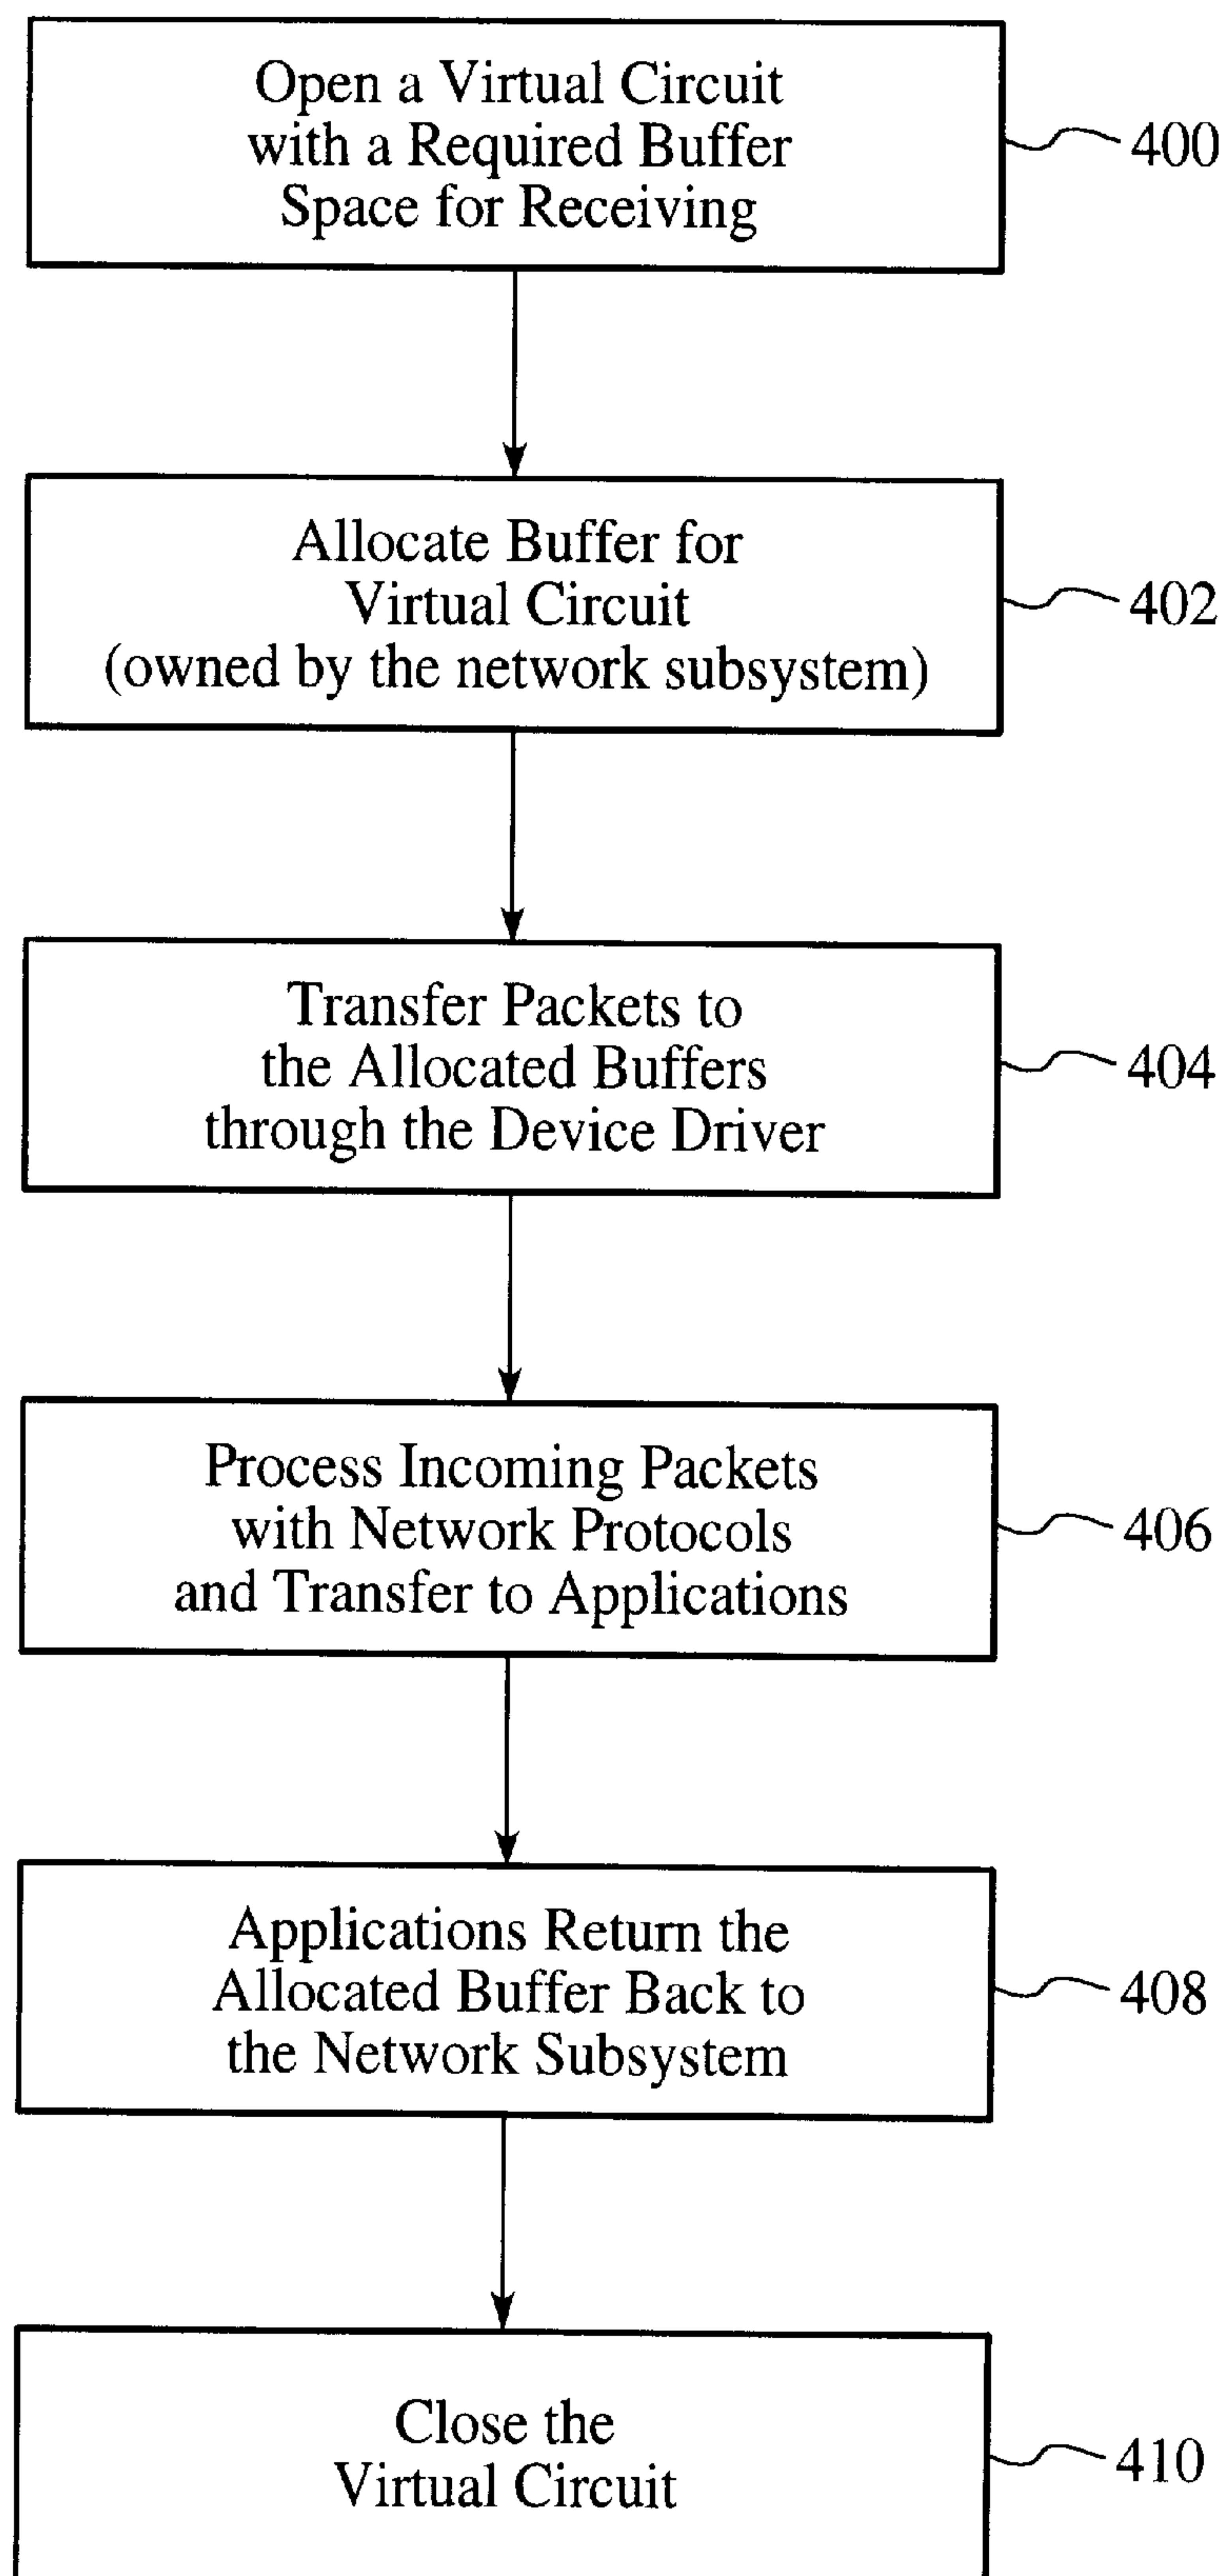 Open a Virtual Circuit
with a Required Buffer
Space for Receiving
400
Allocate Buffer for
Virtual Circuit
(owned by the network subsystem)
402
Transfer Packets to
the Allocated Buffers
through the Device Driver
404
Process Incoming Packets
with Network Protocols
and Transfer to Applications
406
Applications Return the
Allocated Buffer Back to
the Network Subsystem
408
Close the
Virtual Circuit
410